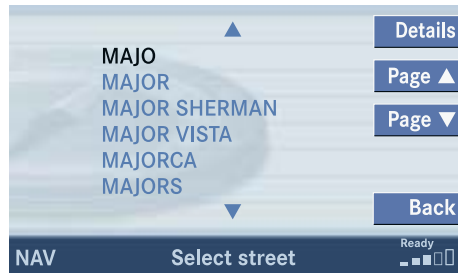 MAJO
MAJOR
MAJOR SHERMAN
MAJOR VISTA
MAJORCA
MAJORS
Details
Page ▲
Page ▼
Back
NAV
Select street
Ready